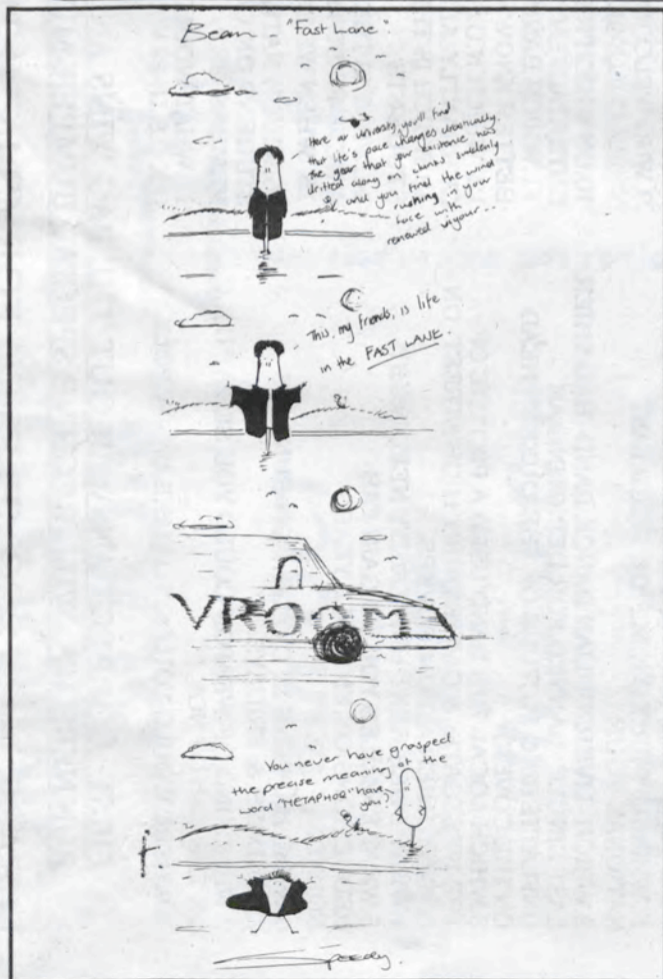 Bean - "Fast Lane".
Here at university, you'll find
that life's pace changes drastically.
The gear that your existence has
drifted along on winks suddenly
and you find the wind
rushing in your
face with
renewed vigour...
This, my friends, is life
in the FAST LANE.
VROOM
You never have grasped
the precise meaning of the
word "METAPHOR" have
you?
Speedy.